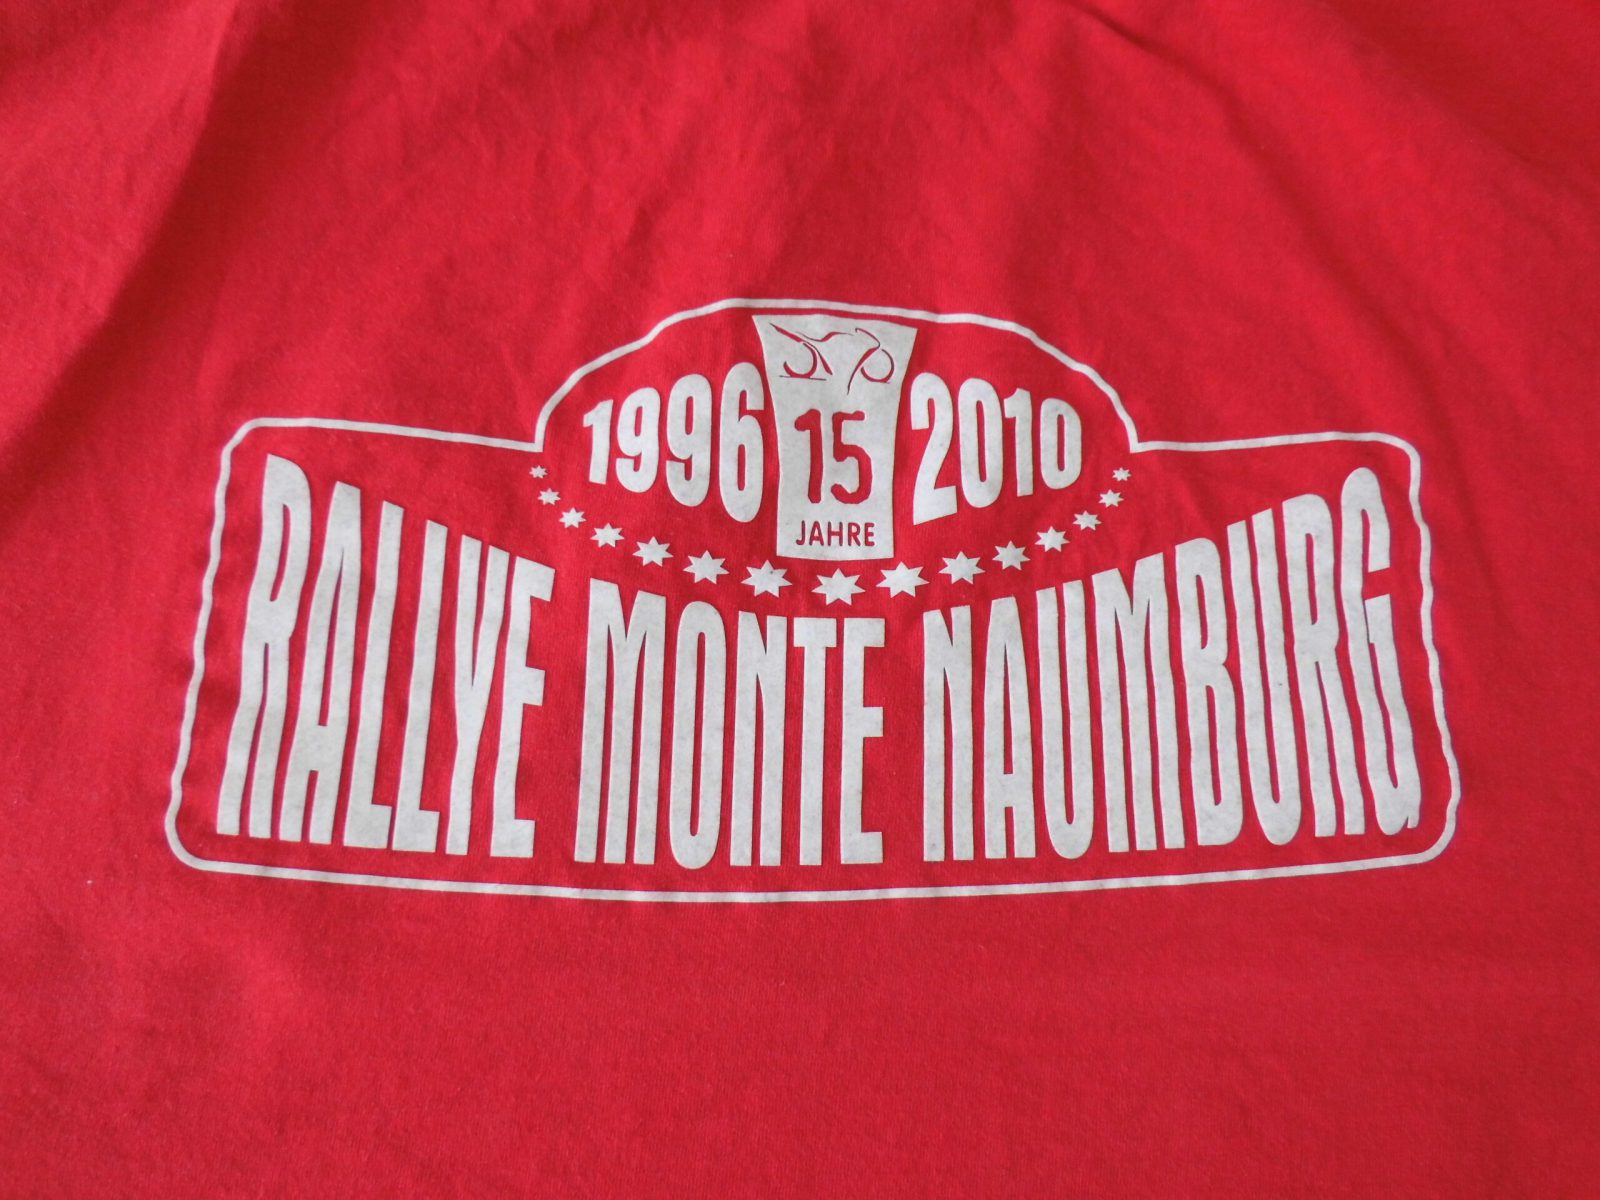 1996 15 2010
JAHRE
RALLYE MONTE NAUMBURG